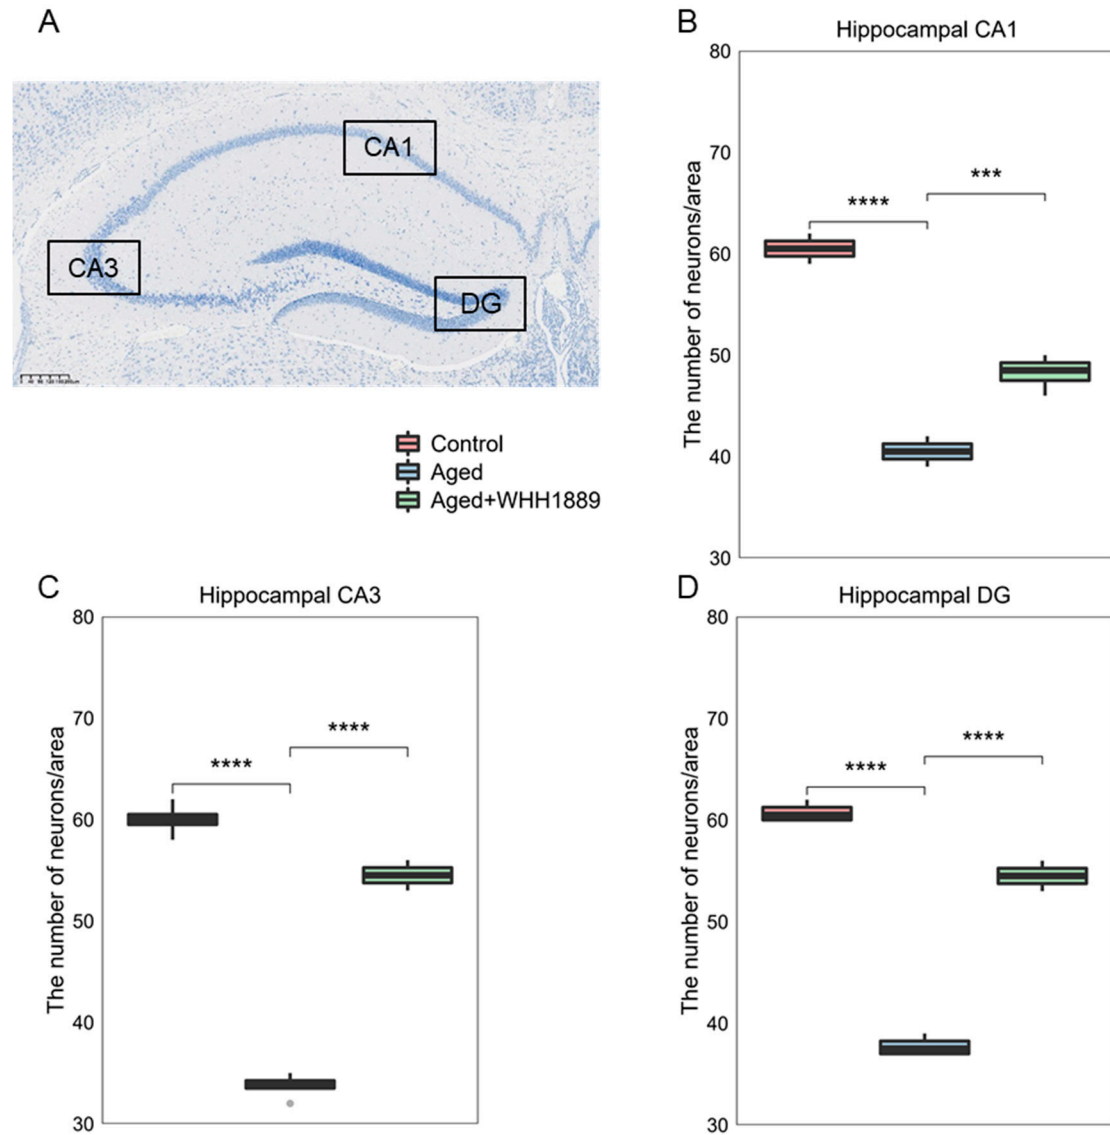 A
CA1
CA3
DG
Control
Aged
Aged+WHH1889
B
Hippocampal CA1
The number of neurons/area
80
70
60
50
40
30
****
***
C
Hippocampal CA3
The number of neurons/area
80
70
60
50
40
30
****
****
D
Hippocampal DG
The number of neurons/area
80
70
60
50
40
30
****
****